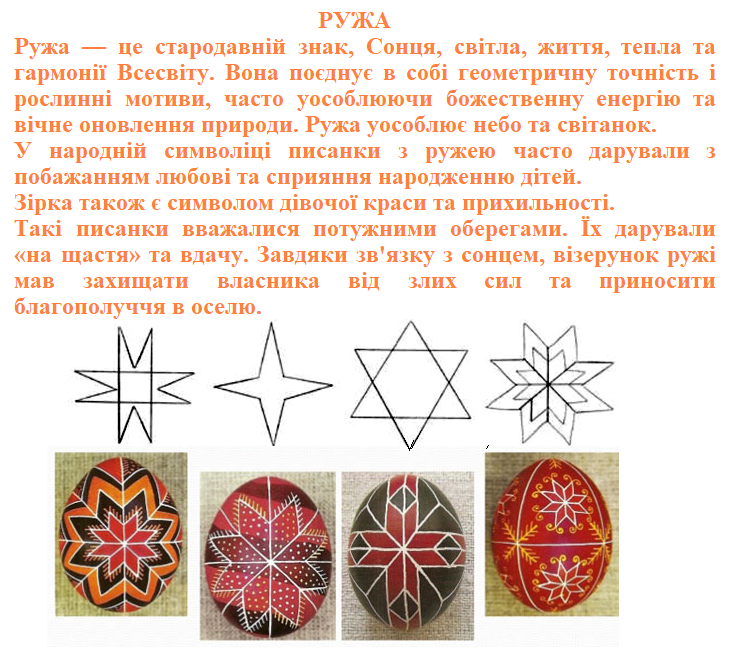 РУЖА
Ружа — це стародавній знак, Сонця, світла, життя, тепла та
гармонії Всесвіту. Вона поєднує в собі геометричну точність і
рослинні мотиви, часто уособлюючи божественну енергію та
вічне оновлення природи. Ружа уособлює небо та світанок.
У народній символіці писанки з ружею часто дарували з
побажанням любові та сприяння народженню дітей.
Зірка також є символом дівочої краси та прихильності.
Такі писанки вважалися потужними оберегами. Їх дарували
«на щастя» та вдачу. Завдяки зв'язку з сонцем, візерунок ружі
мав захищати власника від злих сил та приносити
благополуччя в оселю.